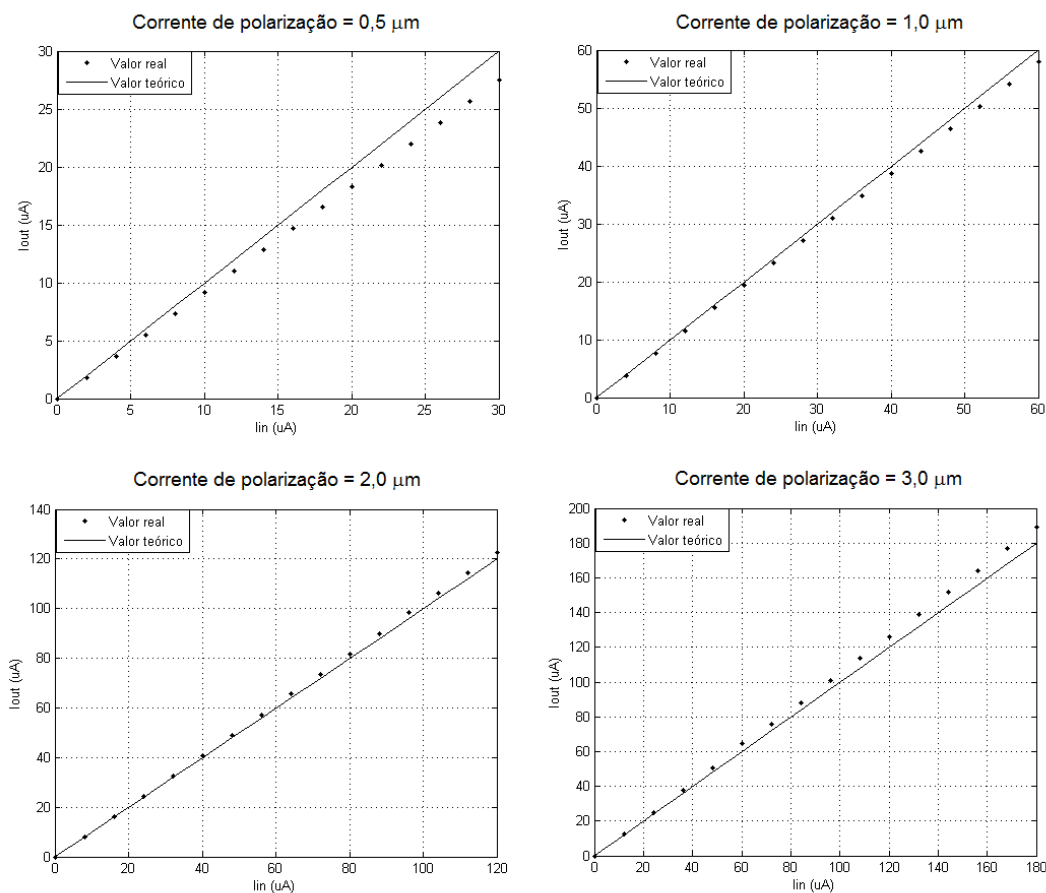 Corrente de polarização = 0,5 μm
30
25
20
15
10
5
0
Iout (uA)
Valor real
Valor teórico
0 5 10 15 20 25 30
Iin (uA)
Corrente de polarização = 1,0 μm
60
50
40
30
20
10
0
Iout (uA)
Valor real
Valor teórico
0 10 20 30 40 50 60
Iin (uA)
Corrente de polarização = 2,0 μm
140
120
100
80
60
40
20
0
Iout (uA)
Valor real
Valor teórico
0 20 40 60 80 100 120
Iin (uA)
Corrente de polarização = 3,0 μm
200
180
160
140
120
100
80
60
40
20
0
Iout (uA)
Valor real
Valor teórico
0 20 40 60 80 100 120 140 160 180
Iin (uA)